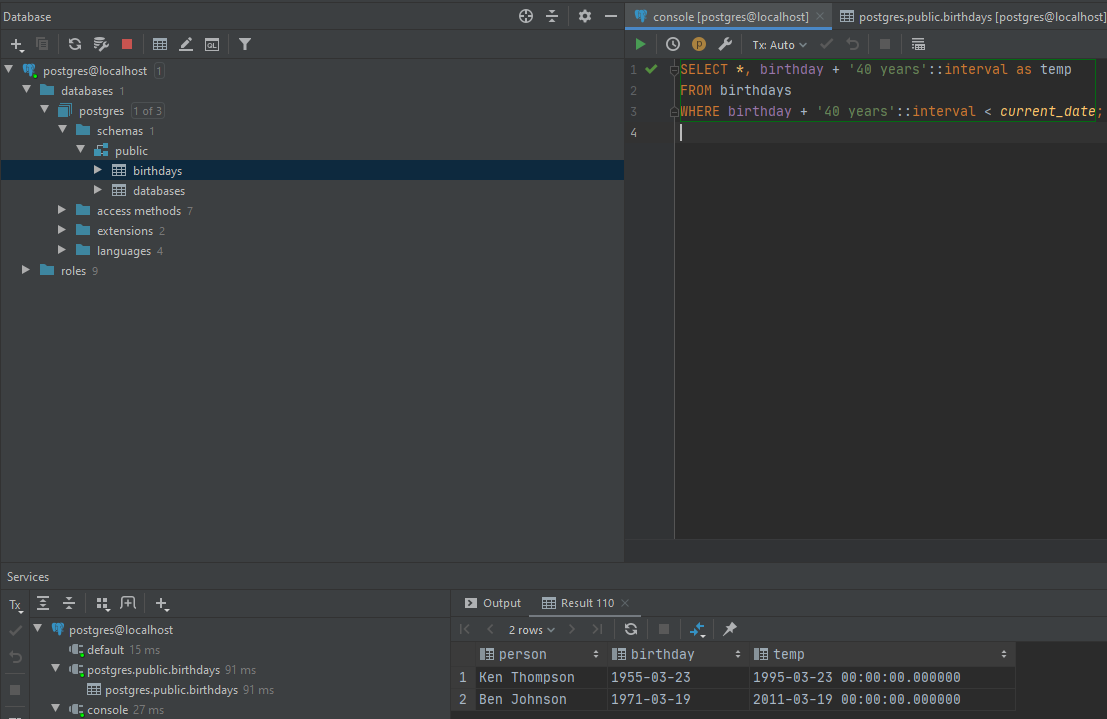 Database
postgres@localhost 1
databases 1
postgres 1 of 3
schemas 1
public
birthdays
databases
access methods 7
extensions 2
languages 4
roles 9
console [postgres@localhost]
postgres.public.birthdays [postgres@localhost]
Tx: Auto
1 SELECT *, birthday + '40 years'::interval as temp
2 FROM birthdays
3 WHERE birthday + '40 years'::interval < current_date;
4
Services
Tx
postgres@localhost
default 15 ms
postgres.public.birthdays 91 ms
postgres.public.birthdays 91 ms
console 27 ms
Output
Result 110
2 rows
person birthday temp
1 Ken Thompson 1955-03-23 1995-03-23 00:00:00.000000
2 Ben Johnson 1971-03-19 2011-03-19 00:00:00.000000